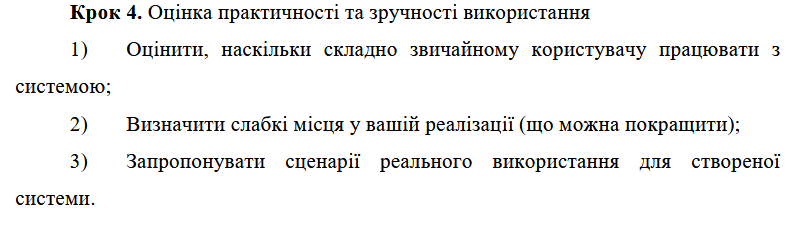 Крок 4. Оцінка практичності та зручності використання
1) Оцінити, наскільки складно звичайному користувачу працювати з
системою;
2) Визначити слабкі місця у вашій реалізації (що можна покращити);
3) Запропонувати сценарії реального використання для створеної
системи.